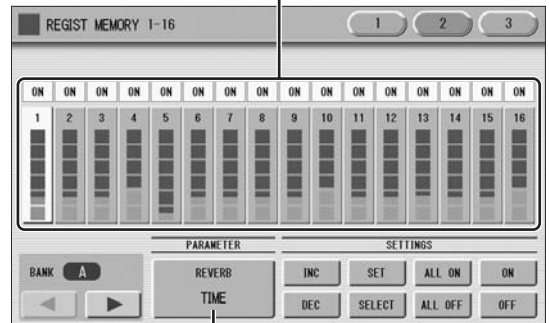 REGIST MEMORY 1-16 1 2 3
ON ON ON ON ON ON ON ON ON ON ON ON ON ON ON ON
1 2 3 4 5 6 7 8 9 10 11 12 13 14 15 16
PARAMETER SETTINGS
BANK A REVERB INC SET ALL ON ON
TIME DEC SELECT ALL OFF OFF